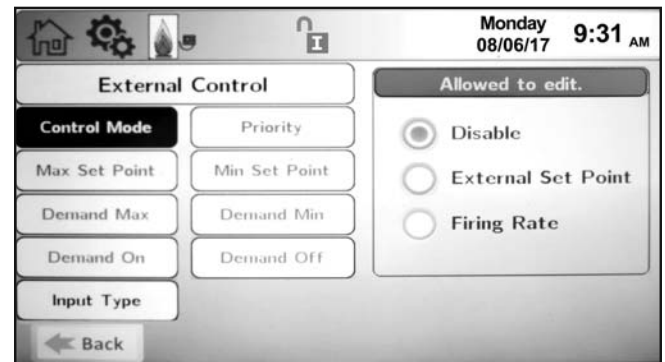 I
Monday
08/06/17
9:31 AM
External Control
Allowed to edit.
Control Mode
Priority
Max Set Point
Min Set Point
Demand Max
Demand Min
Demand On
Demand Off
Input Type
Disable
External Set Point
Firing Rate
Back